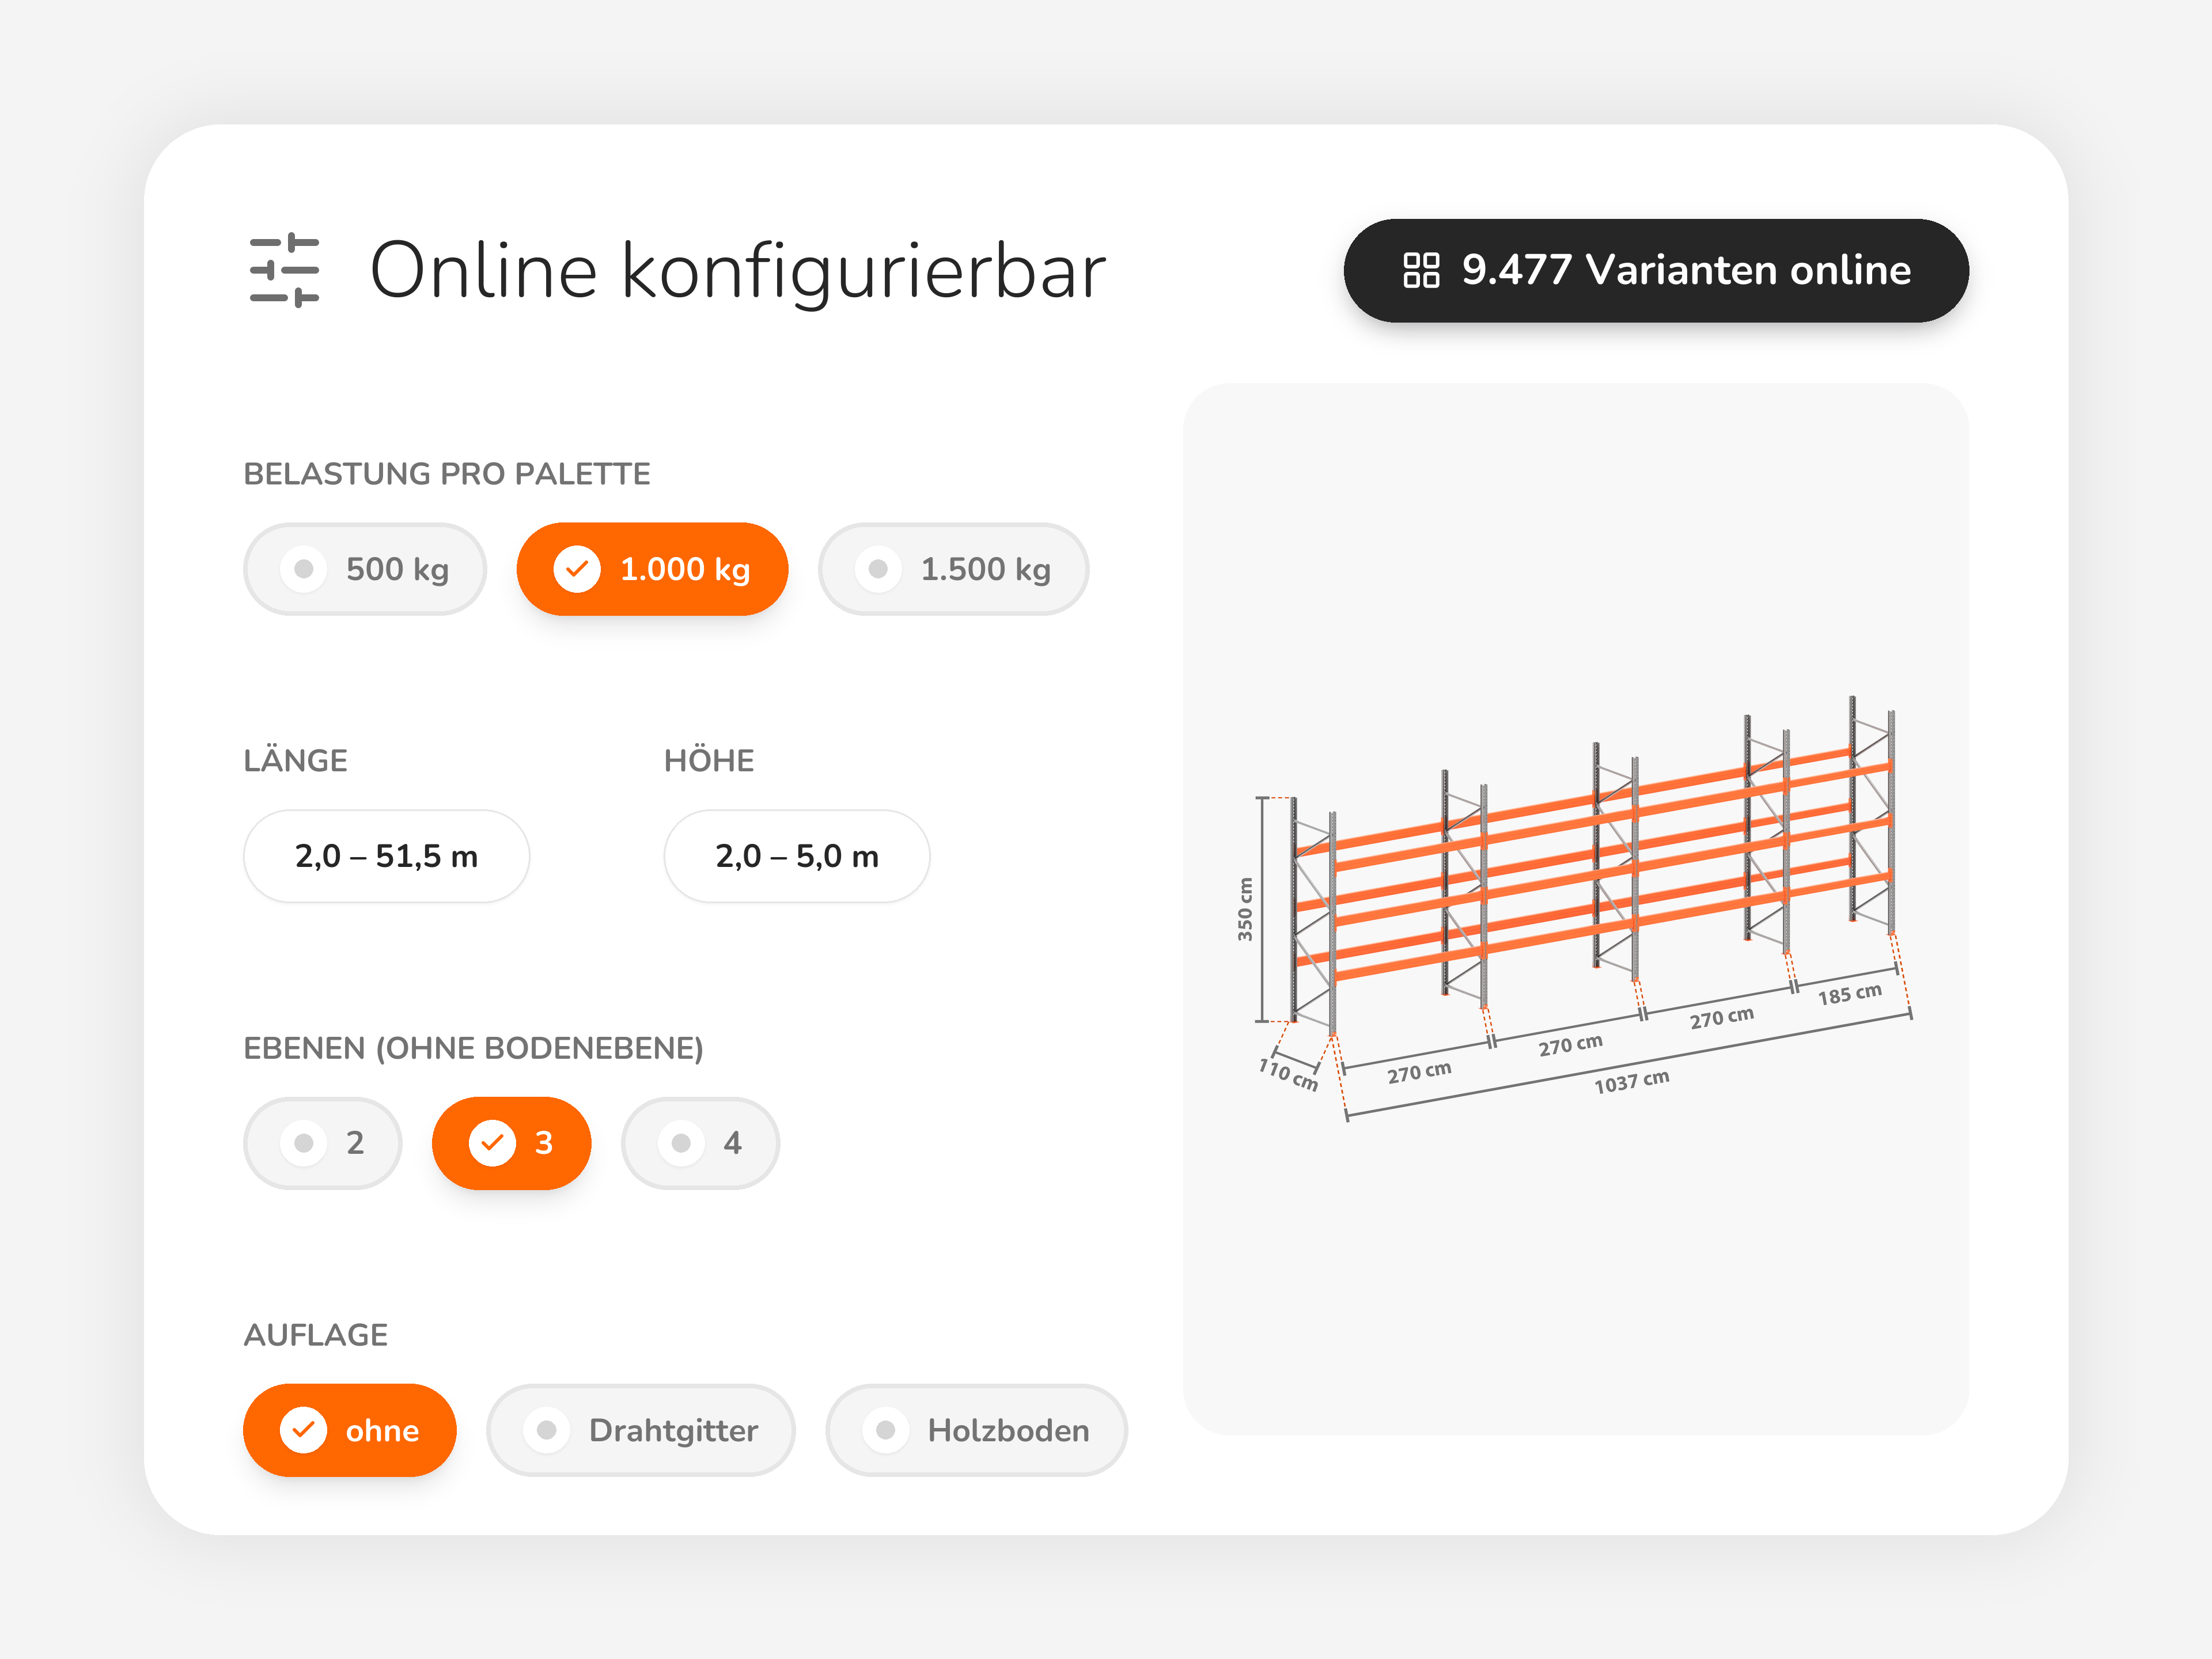 Online konfigurierbar
9.477 Varianten online
BELASTUNG PRO PALETTE
500 kg
1.000 kg
1.500 kg
LÄNGE
HÖHE
2,0 – 51,5 m
2,0 – 5,0 m
EBENEN (OHNE BODENEBENE)
2
3
4
AUFLAGE
ohne
Drahtgitter
Holzboden
350 cm
110 cm
270 cm
270 cm
270 cm
185 cm
1037 cm